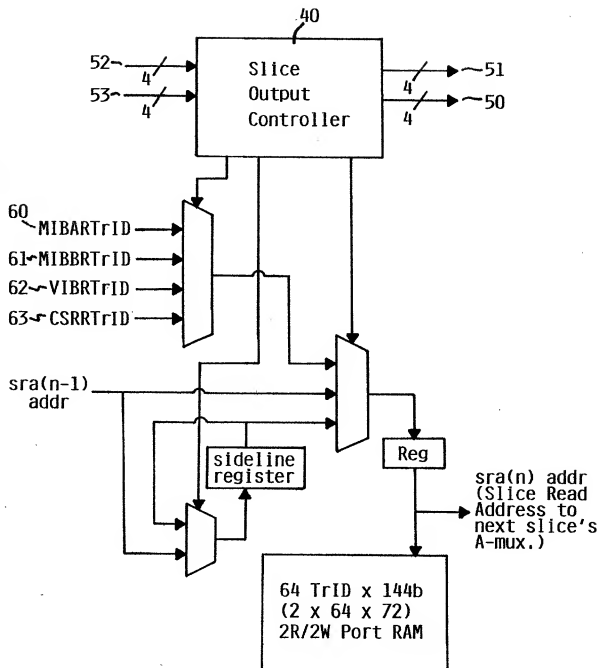 40
52
4
53
4
Slice
Output
Controller
4
51
4
50
60
MIBARTrID
61
MIBBRTrID
62
VIBRTrID
63
CSRRTrID
sra(n-1)
addr
sideline
register
Reg
sra(n) addr
(Slice Read
Address to
next slice's
A-mux.)
64 TrID x 144b
(2 x 64 x 72)
2R/2W Port RAM